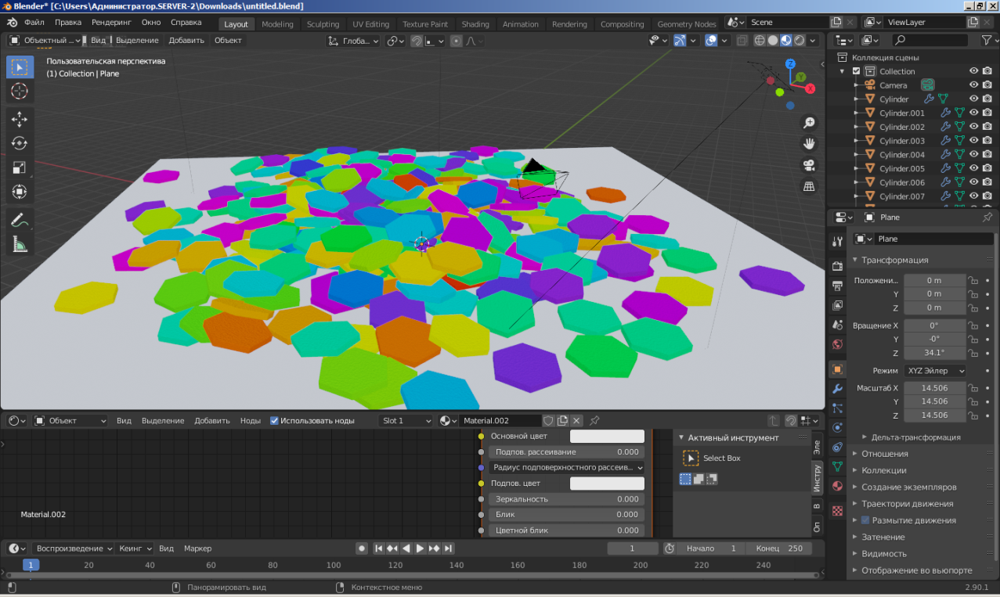 Blender* [C:\Users\Администратор.SERVER-2\Downloads\untitled.blend]
Файл Правка Рендеринг Окно Справка Layout Modeling Sculpting UV Editing Texture Paint Shading Animation Rendering Compositing Geometry Nodes Scene ViewLayer
Объектный ... Вид Выделение Добавить Объект Глоба...
Пользовательская перспектива
(1) Collection | Plane
Z
Y
X
Коллекция сцены
Collection
Camera
Cylinder
Cylinder.001
Cylinder.002
Cylinder.003
Cylinder.004
Cylinder.005
Cylinder.006
Cylinder.007
Plane
Plane
Трансформация
Положени... 0 m
Y 0 m
Z 0 m
Вращение X 0°
Y -0°
Z 34.1°
Режим XYZ Эйлер
Масштаб X 14.506
Y 14.506
Z 14.506
Дельта-трансформация
Отношения
Коллекции
Создание экземпляров
Траектории движения
Размытие движения
Затенение
Видимость
Отображение во вьюпорте
Объект Вид Выделение Добавить Ноды Использовать ноды Slot 1 Material.002
Основной цвет
Подпов. рассеивание 0.000
Радиус подповерхностного рассеив...
Подпов. цвет
Зеркальность 0.000
Блик 0.000
Цветной блик 0.000
Material.002
Активный инструмент
Select Box
Эле
Инстру
В
Оп
Воспроизведение Кеинг Вид Маркер 1 Начало 1 Конец 250
1 20 40 60 80 100 120 140 160 180 200 220 240
Панорамировать вид Контекстное меню 2.90.1